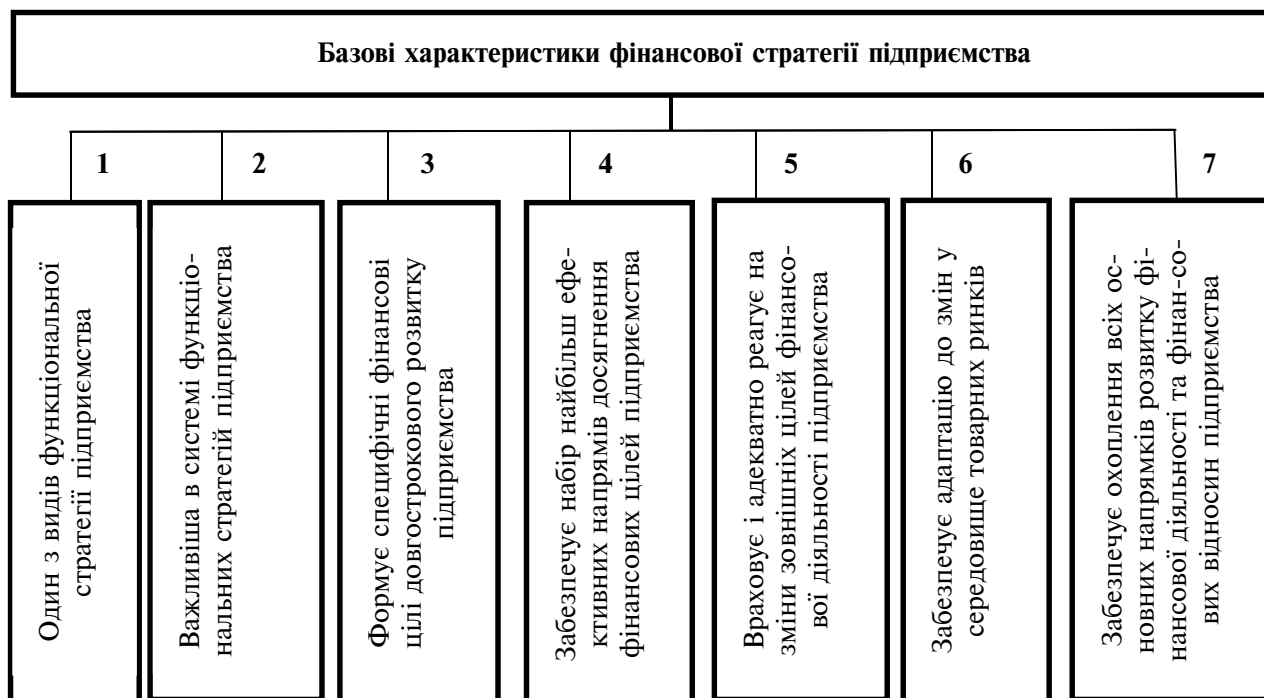 Базові характеристики фінансової стратегії підприємства
1
2
3
4
5
6
7
Один з видів функціональної
стратегії підприємства
Важливіша в системі функціо-
нальних стратегій підприємства
Формує специфічні фінансові
цілі довгострокового розвитку
підприємства
Забезпечує набір найбільш ефе-
ктивних напрямів досягнення
фінансових цілей підприємства
Враховує і адекватно реагує на
зміни зовнішніх цілей фінансо-
вої діяльності підприємства
Забезпечує адаптацію до змін у
середовище товарних ринків
Забезпечує охоплення всіх ос-
новних напрямків розвитку фі-
нансової діяльності та фінан-со-
вих відносин підприємства